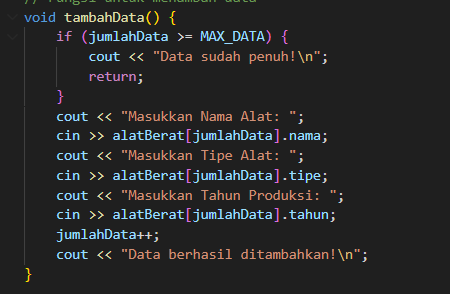 // Fungsi untuk menambah data
void tambahData() {
    if (jumlahData >= MAX_DATA) {
        cout << "Data sudah penuh!\n";
        return;
    }
    cout << "Masukkan Nama Alat: ";
    cin >> alatBerat[jumlahData].nama;
    cout << "Masukkan Tipe Alat: ";
    cin >> alatBerat[jumlahData].tipe;
    cout << "Masukkan Tahun Produksi: ";
    cin >> alatBerat[jumlahData].tahun;
    jumlahData++;
    cout << "Data berhasil ditambahkan!\n";
}